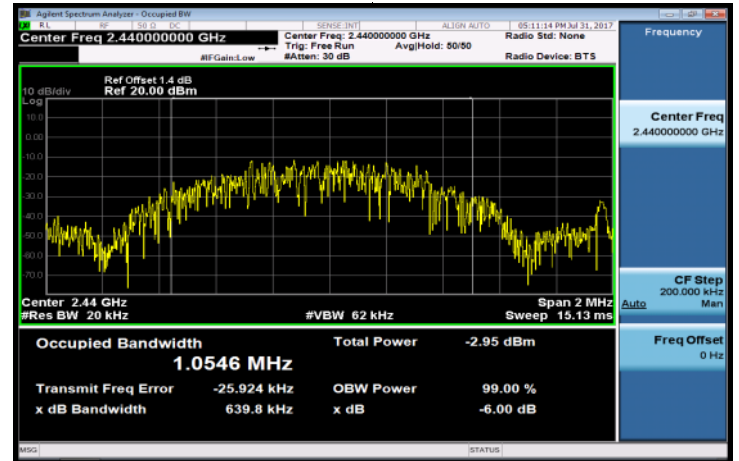 Agilent Spectrum Analyzer - Occupied BW
RL RF 50 Ω DC SENSE:INT ALIGN AUTO 05:11:14 PM Jul 31, 2017
Center Freq 2.440000000 GHz
Center Freq: 2.440000000 GHz
Radio Std: None
Trig: Free Run Avg|Hold: 50/50
#IFGain:Low #Atten: 30 dB Radio Device: BTS
Frequency
Ref Offset 1.4 dB
10 dB/div Ref 20.00 dBm
Log
10.0
0.00
-10.0
-20.0
-30.0
-40.0
-50.0
-60.0
-70.0
Center Freq
2.440000000 GHz
Center 2.44 GHz Span 2 MHz
#Res BW 20 kHz #VBW 62 kHz Sweep 15.13 ms
CF Step
200.000 kHz
Auto Man
Occupied Bandwidth Total Power -2.95 dBm
1.0546 MHz
Transmit Freq Error -25.924 kHz OBW Power 99.00 %
x dB Bandwidth 639.8 kHz x dB -6.00 dB
Freq Offset
0 Hz
MSG STATUS